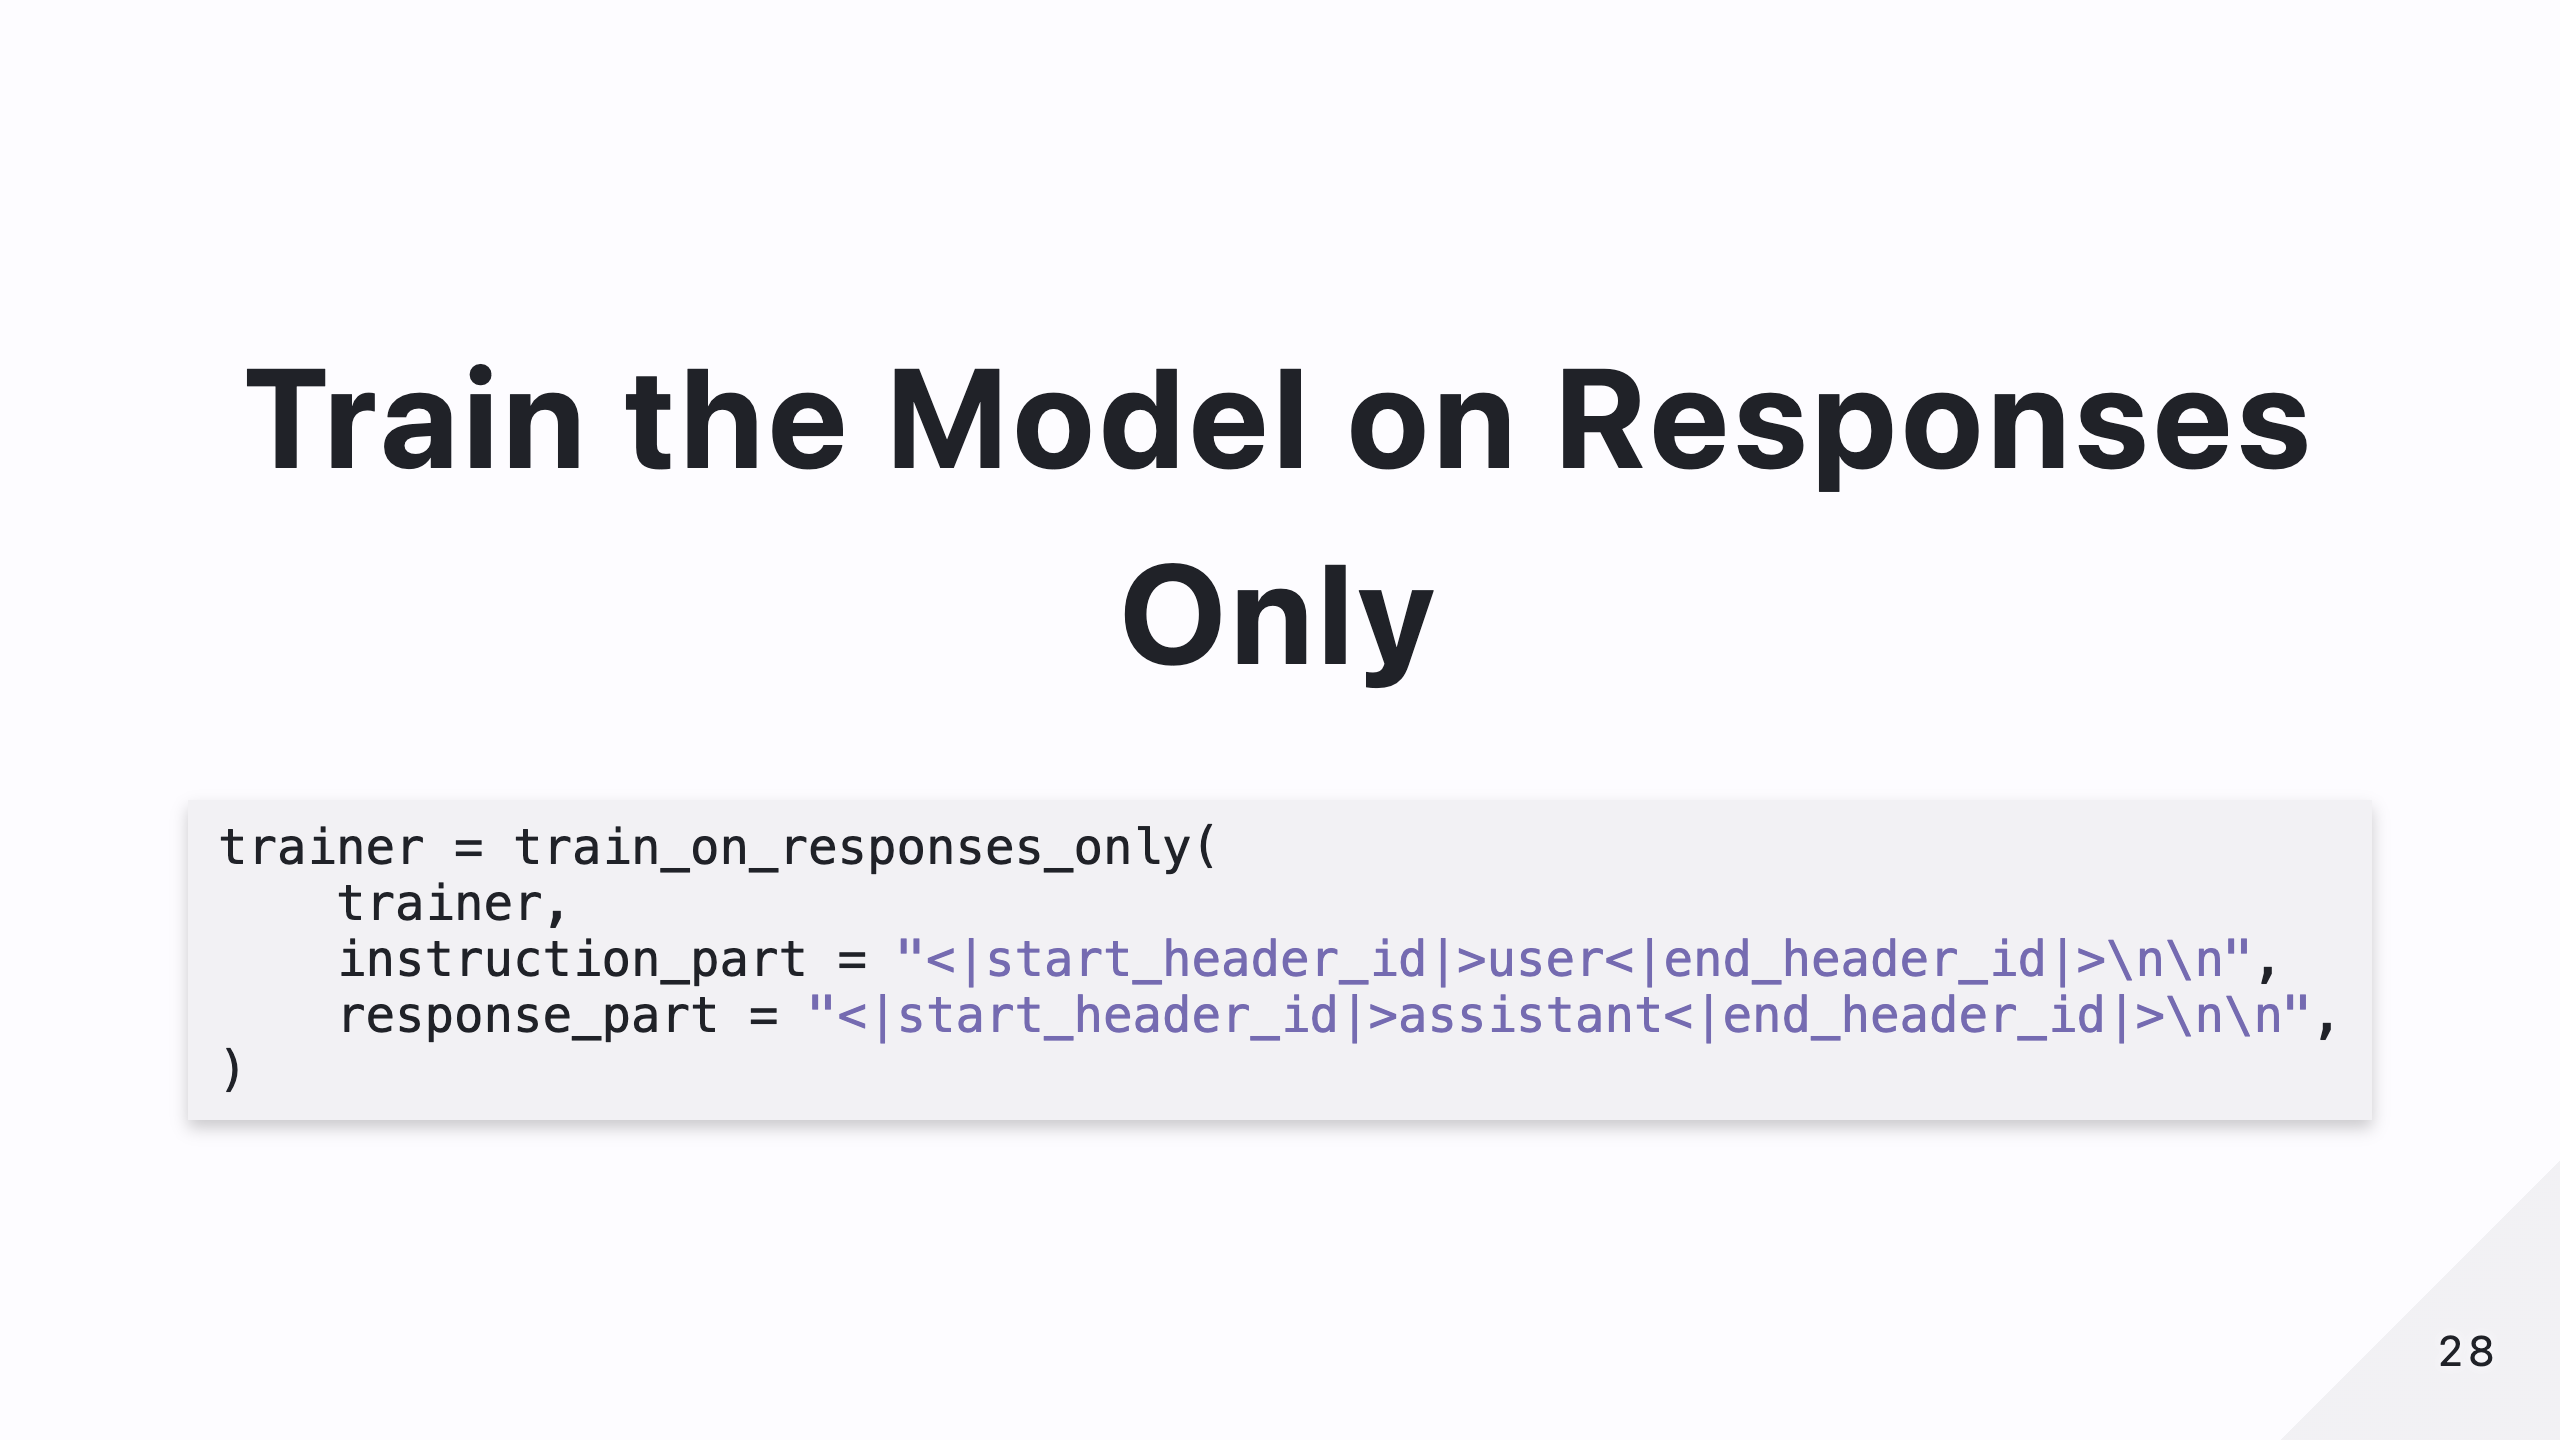 Train the Model on Responses
Only
trainer = train_on_responses_only(
    trainer,
    instruction_part = "<|start_header_id|>user<|end_header_id|>\n\n",
    response_part = "<|start_header_id|>assistant<|end_header_id|>\n\n",
)
28